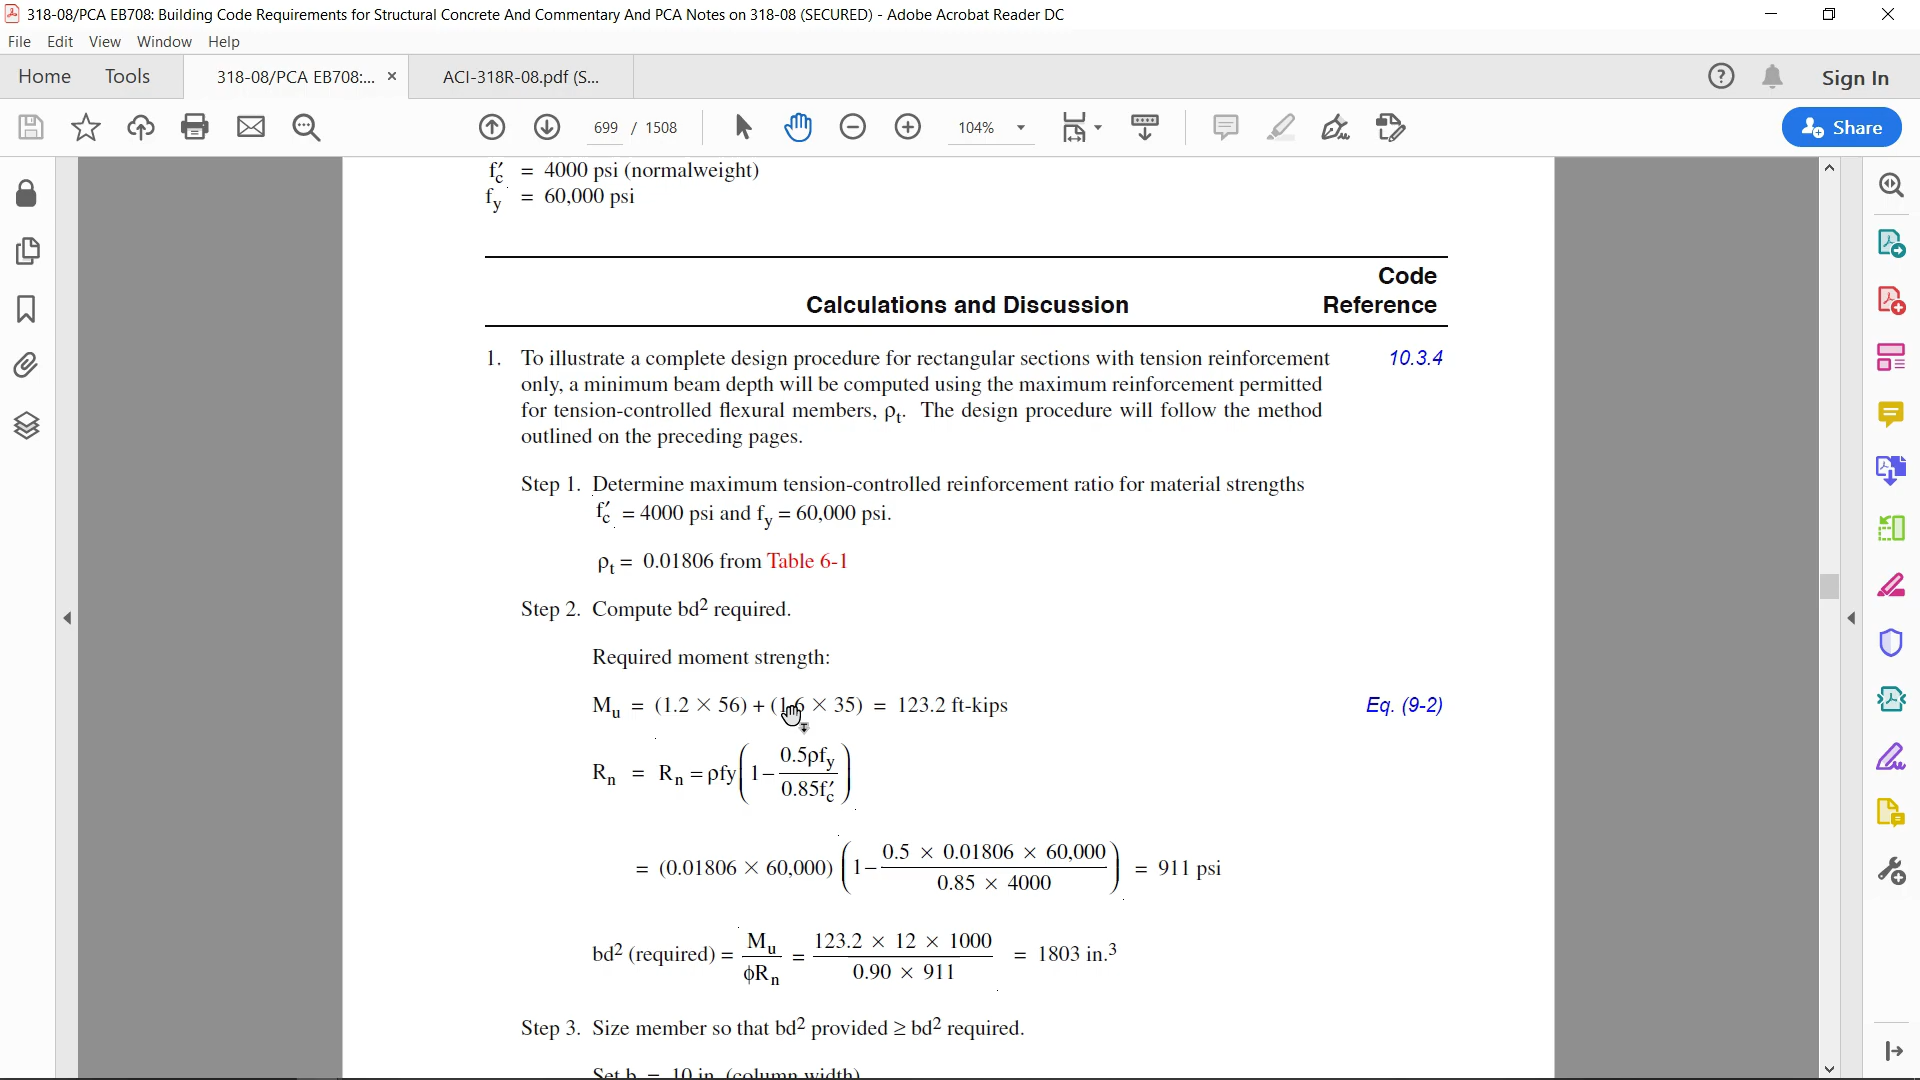 318-08/PCA EB708: Building Code Requirements for Structural Concrete And Commentary And PCA Notes on 318-08 (SECURED) - Adobe Acrobat Reader DC
File Edit View Window Help
Home Tools 318-08/PCA EB708:... × ACI-318R-08.pdf (S... Sign In
699 / 1508 104% Share
f′c = 4000 psi (normalweight)
fy = 60,000 psi
Code
Calculations and Discussion Reference
1. To illustrate a complete design procedure for rectangular sections with tension reinforcement 10.3.4
only, a minimum beam depth will be computed using the maximum reinforcement permitted
for tension-controlled flexural members, ρt. The design procedure will follow the method
outlined on the preceding pages.
Step 1. Determine maximum tension-controlled reinforcement ratio for material strengths
f′c = 4000 psi and fy = 60,000 psi.
ρt = 0.01806 from Table 6-1
Step 2. Compute bd² required.
Required moment strength:
Mu = (1.2 × 56) + (1.6 × 35) = 123.2 ft-kips Eq. (9-2)
Rn = Rn = ρfy(1 – 0.5ρfy / 0.85f′c)
= (0.01806 × 60,000) (1 – 0.5 × 0.01806 × 60,000 / 0.85 × 4000) = 911 psi
bd² (required) = Mu / ϕRn = 123.2 × 12 × 1000 / 0.90 × 911 = 1803 in.³
Step 3. Size member so that bd² provided ≥ bd² required.
Set b = 10 in. (column width)